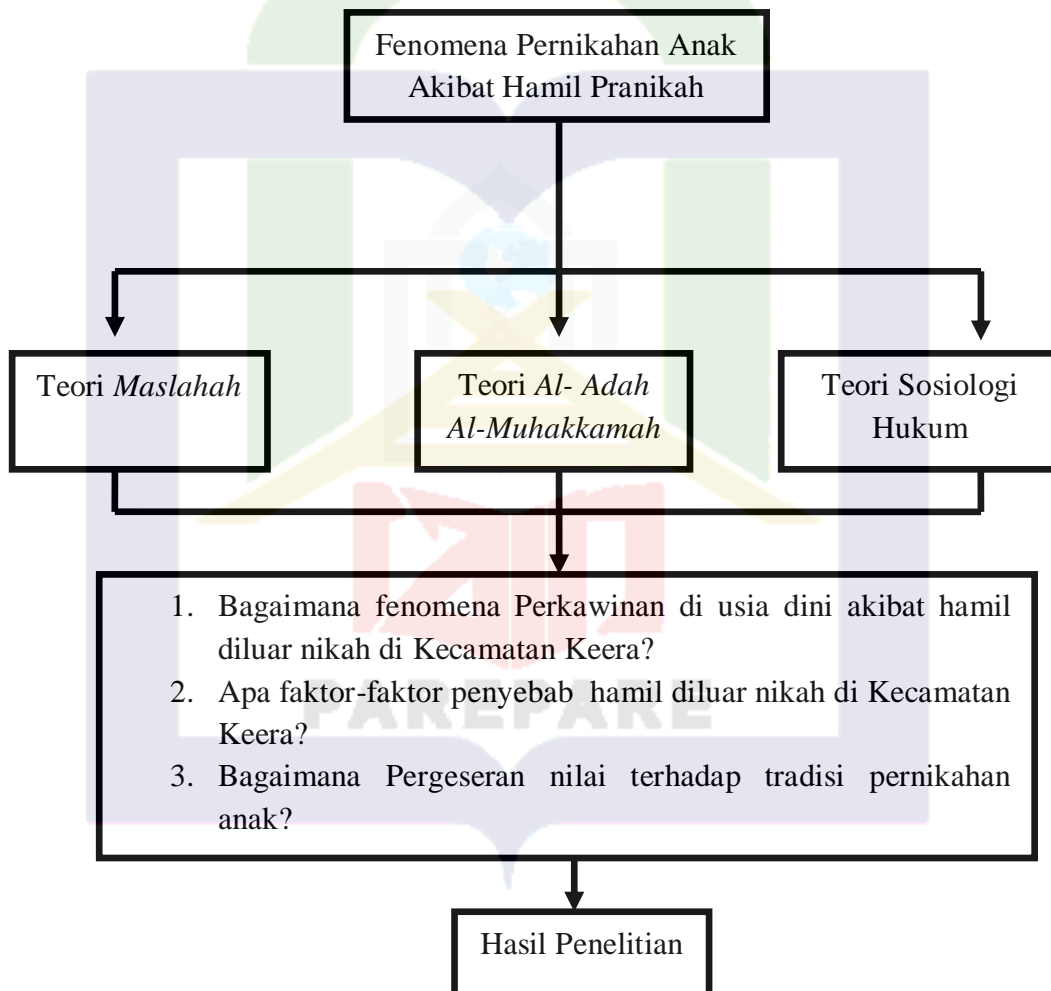 Fenomena Pernikahan Anak
Akibat Hamil Pranikah
Teori Maslahah
Teori Al- Adah
Al-Muhakkamah
Teori Sosiologi
Hukum
1. Bagaimana fenomena Perkawinan di usia dini akibat hamil
diluar nikah di Kecamatan Keera?
2. Apa faktor-faktor penyebab hamil diluar nikah di Kecamatan
Keera?
3. Bagaimana Pergeseran nilai terhadap tradisi pernikahan
anak?
PAREPARE
Hasil Penelitian